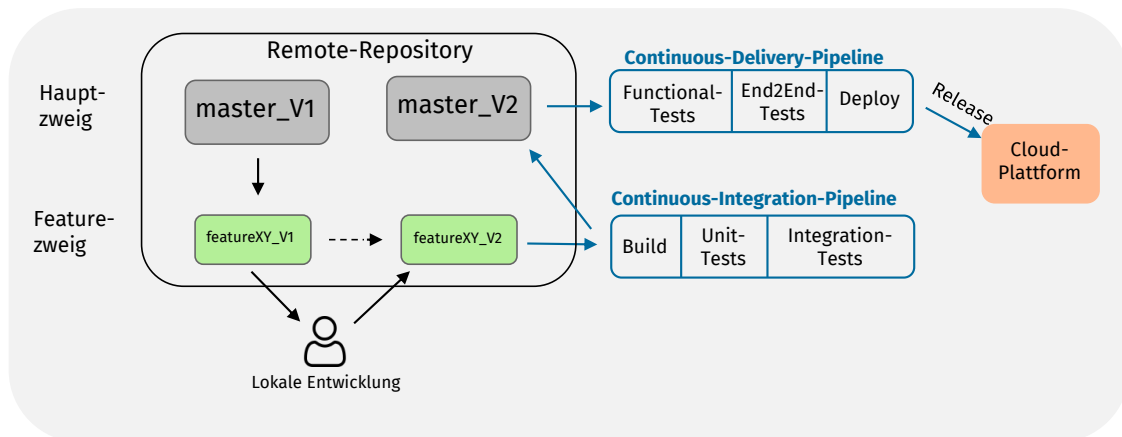 Remote-Repository
Haupt-
zweig
master_V1
master_V2
Continuous-Delivery-Pipeline
Functional-
Tests
End2End-
Tests
Deploy
Release
Cloud-
Plattform
Feature-
zweig
featureXY_V1
featureXY_V2
Continuous-Integration-Pipeline
Build
Unit-
Tests
Integration-
Tests
Lokale Entwicklung